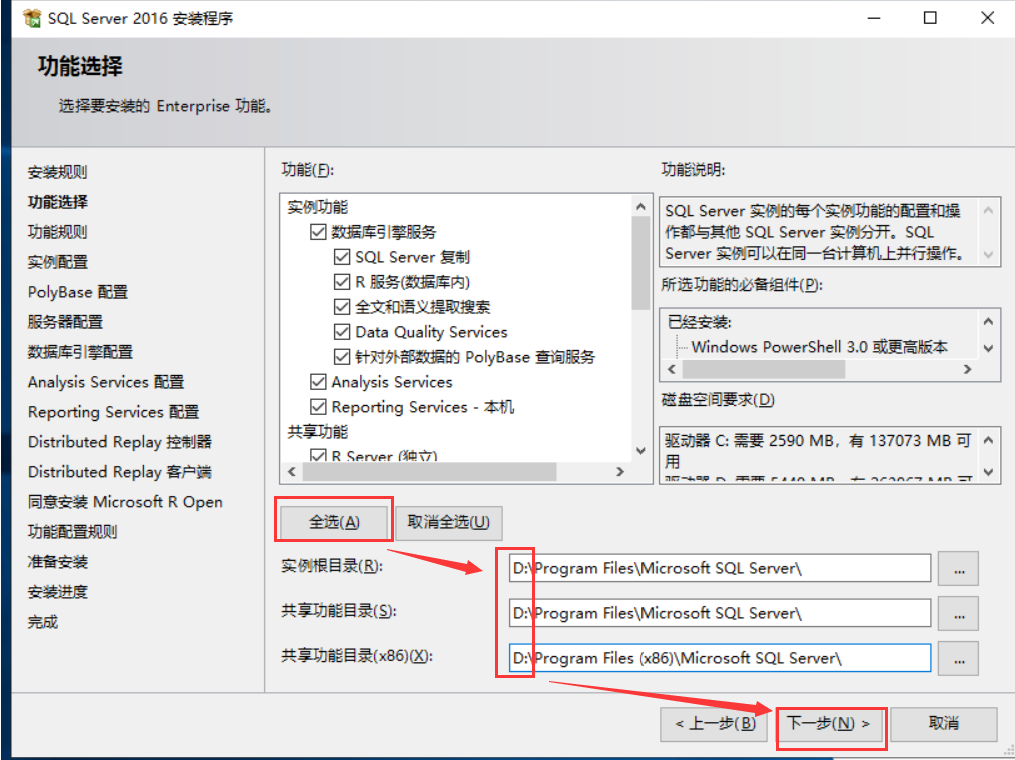 SQL Server 2016 安装程序
功能选择
选择要安装的 Enterprise 功能。
安装规则
功能选择
功能规则
实例配置
PolyBase 配置
服务器配置
数据库引擎配置
Analysis Services 配置
Reporting Services 配置
Distributed Replay 控制器
Distributed Replay 客户端
同意安装 Microsoft R Open
功能配置规则
准备安装
安装进度
完成
功能(F):
实例功能
数据库引擎服务
SQL Server 复制
R 服务(数据库内)
全文和语义提取搜索
Data Quality Services
针对外部数据的 PolyBase 查询服务
Analysis Services
Reporting Services - 本机
共享功能
R Server (独立)
功能说明:
SQL Server 实例的每个实例功能的配置和操
作都与其他 SQL Server 实例分开。SQL
Server 实例可以在同一台计算机上并行操作。
所选功能的必备组件(P):
已经安装:
Windows PowerShell 3.0 或更高版本
磁盘空间要求(D)
驱动器 C: 需要 2590 MB，有 137073 MB 可
用
全选(A)
取消全选(U)
实例根目录(R):
D:\Program Files\Microsoft SQL Server\
...
共享功能目录(S):
D:\Program Files\Microsoft SQL Server\
...
共享功能目录(x86)(X):
D:\Program Files (x86)\Microsoft SQL Server\
...
< 上一步(B)
下一步(N) >
取消